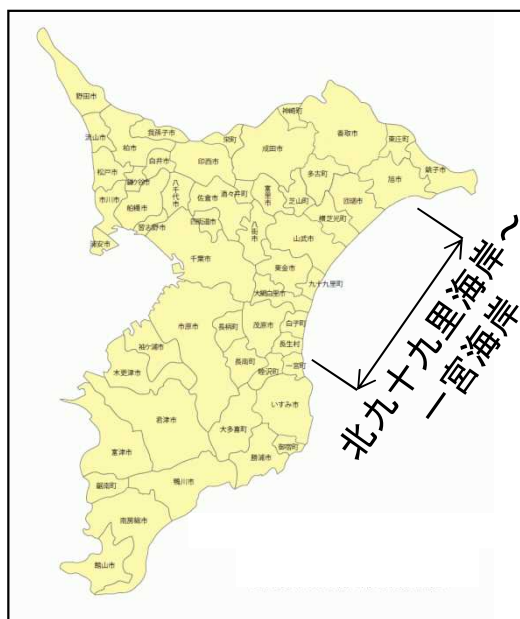 野田市
神崎町
流山市
我孫子市
栄町
成田市
香取市
東庄町
柏市
松戸市
白井市
印西市
鎌ケ谷市
八千代市
佐倉市
酒々井町
富里市
多古町
芝山町
匝瑳市
旭市
銚子市
市川市
船橋市
習志野市
四街道市
八街市
横芝光町
山武市
浦安市
千葉市
東金市
九十九里町
大網白里市
市原市
長柄町
茂原市
白子町
長生村
袖ケ浦市
長南町
睦沢町
一宮町
木更津市
いすみ市
君津市
大多喜町
御宿町
富津市
勝浦市
鋸南町
鴨川市
南房総市
館山市
北九十九里海岸～
一宮海岸